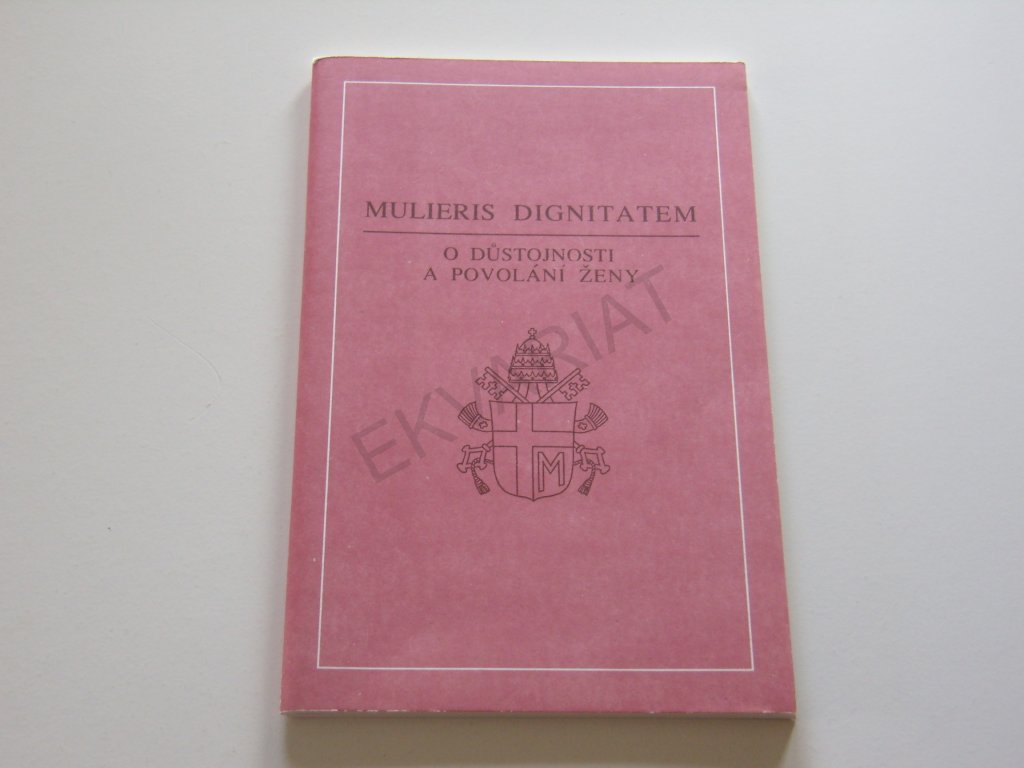 MULIERIS DIGNITATEM
O DŮSTOJNOSTI
A POVOLÁNÍ ŽENY
EKVARIAT
M